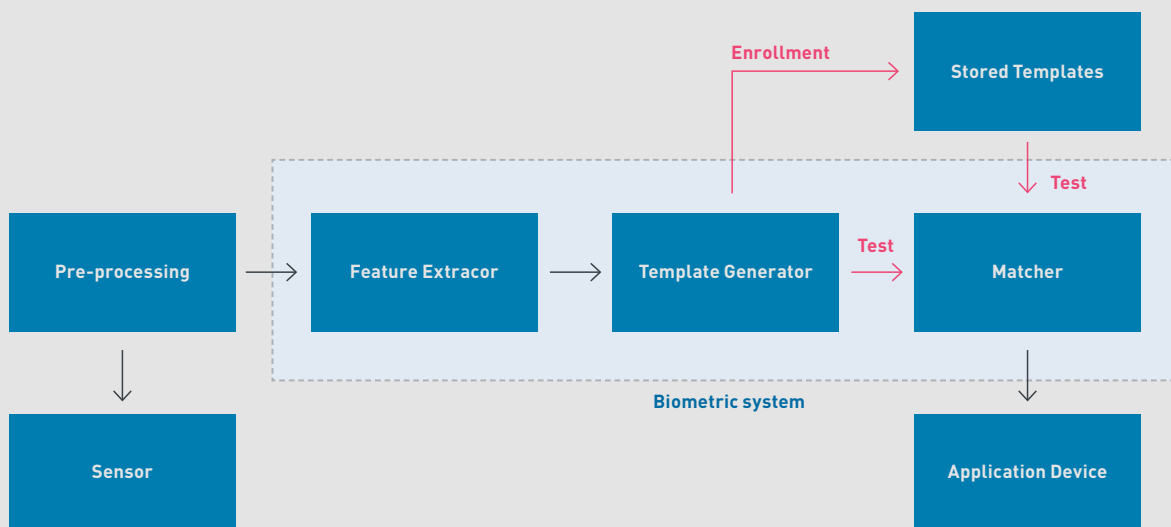 Enrollment
Stored Templates
Test
Pre-processing
Feature Extracor
Template Generator
Test
Matcher
Biometric system
Sensor
Application Device